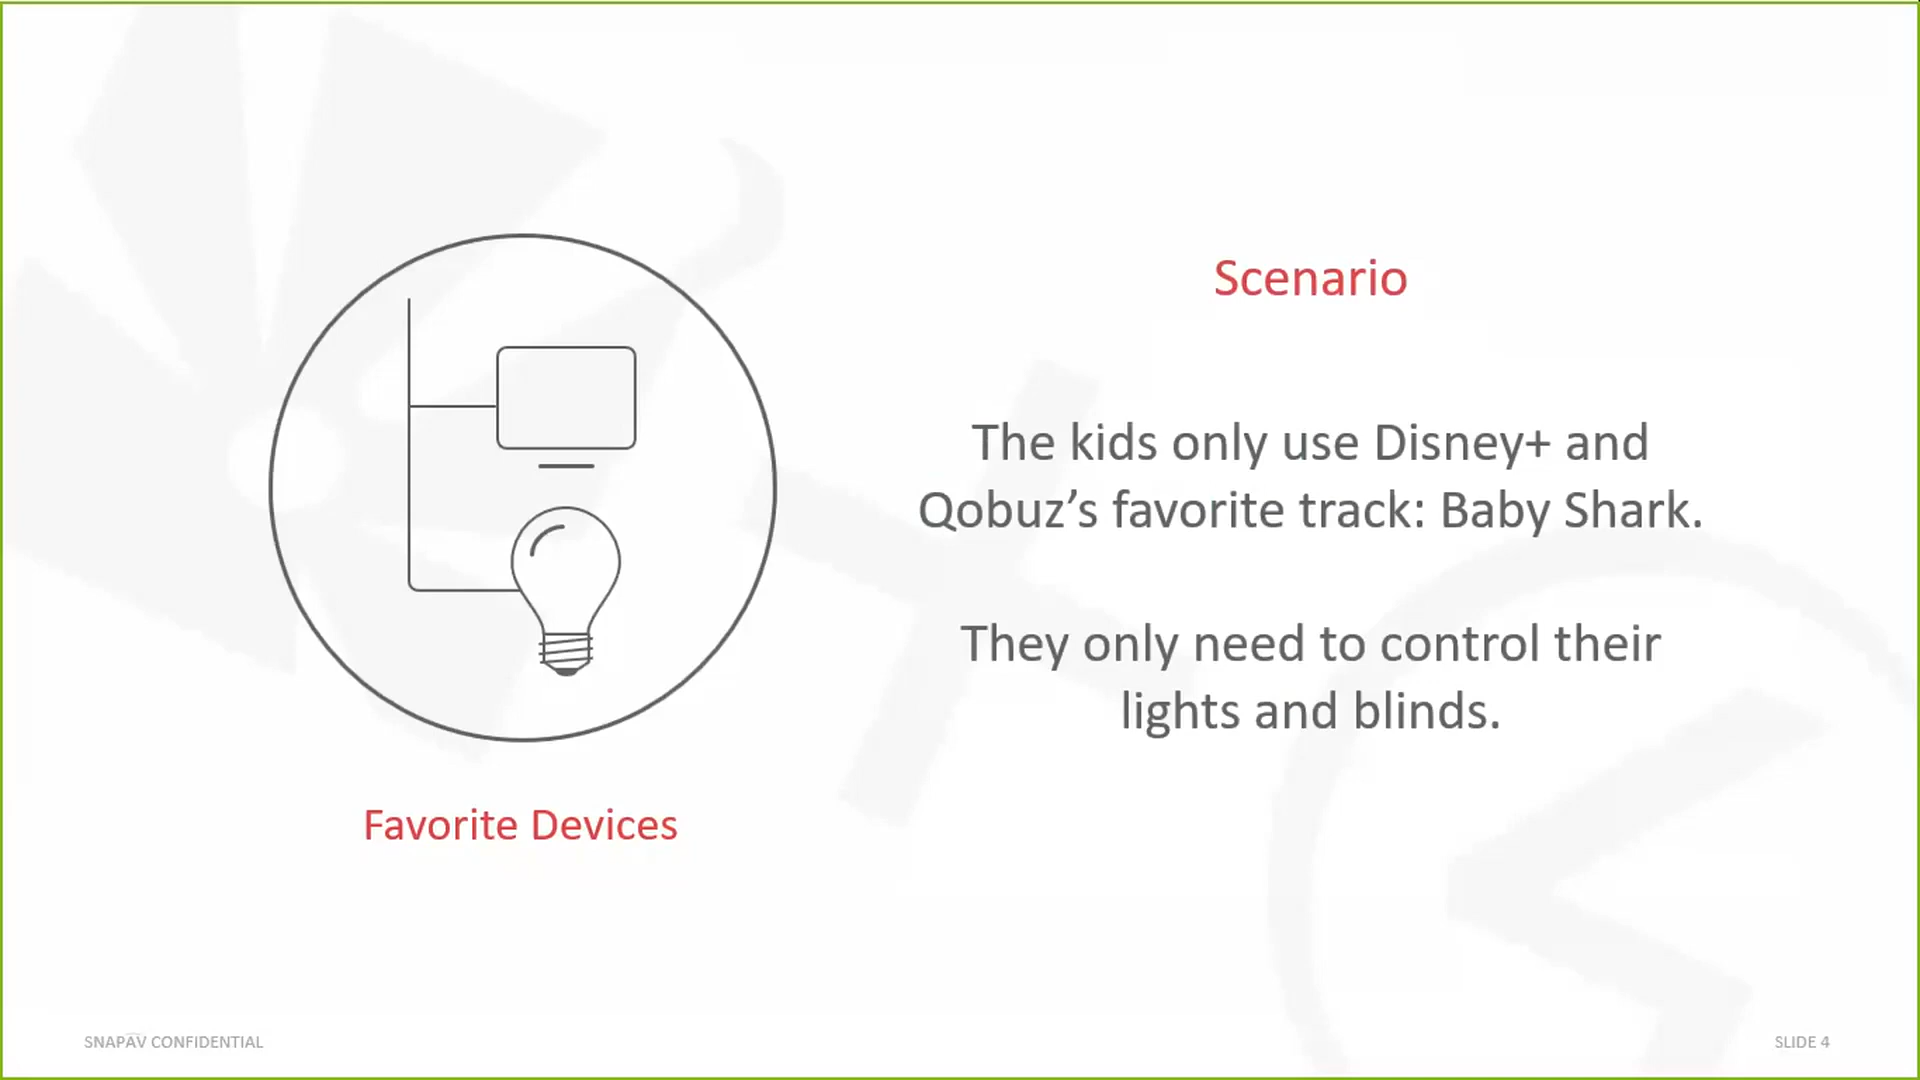 Scenario
The kids only use Disney+ and
Qobuz’s favorite track: Baby Shark.
They only need to control their
lights and blinds.
Favorite Devices
SNAPAV CONFIDENTIAL
SLIDE 4